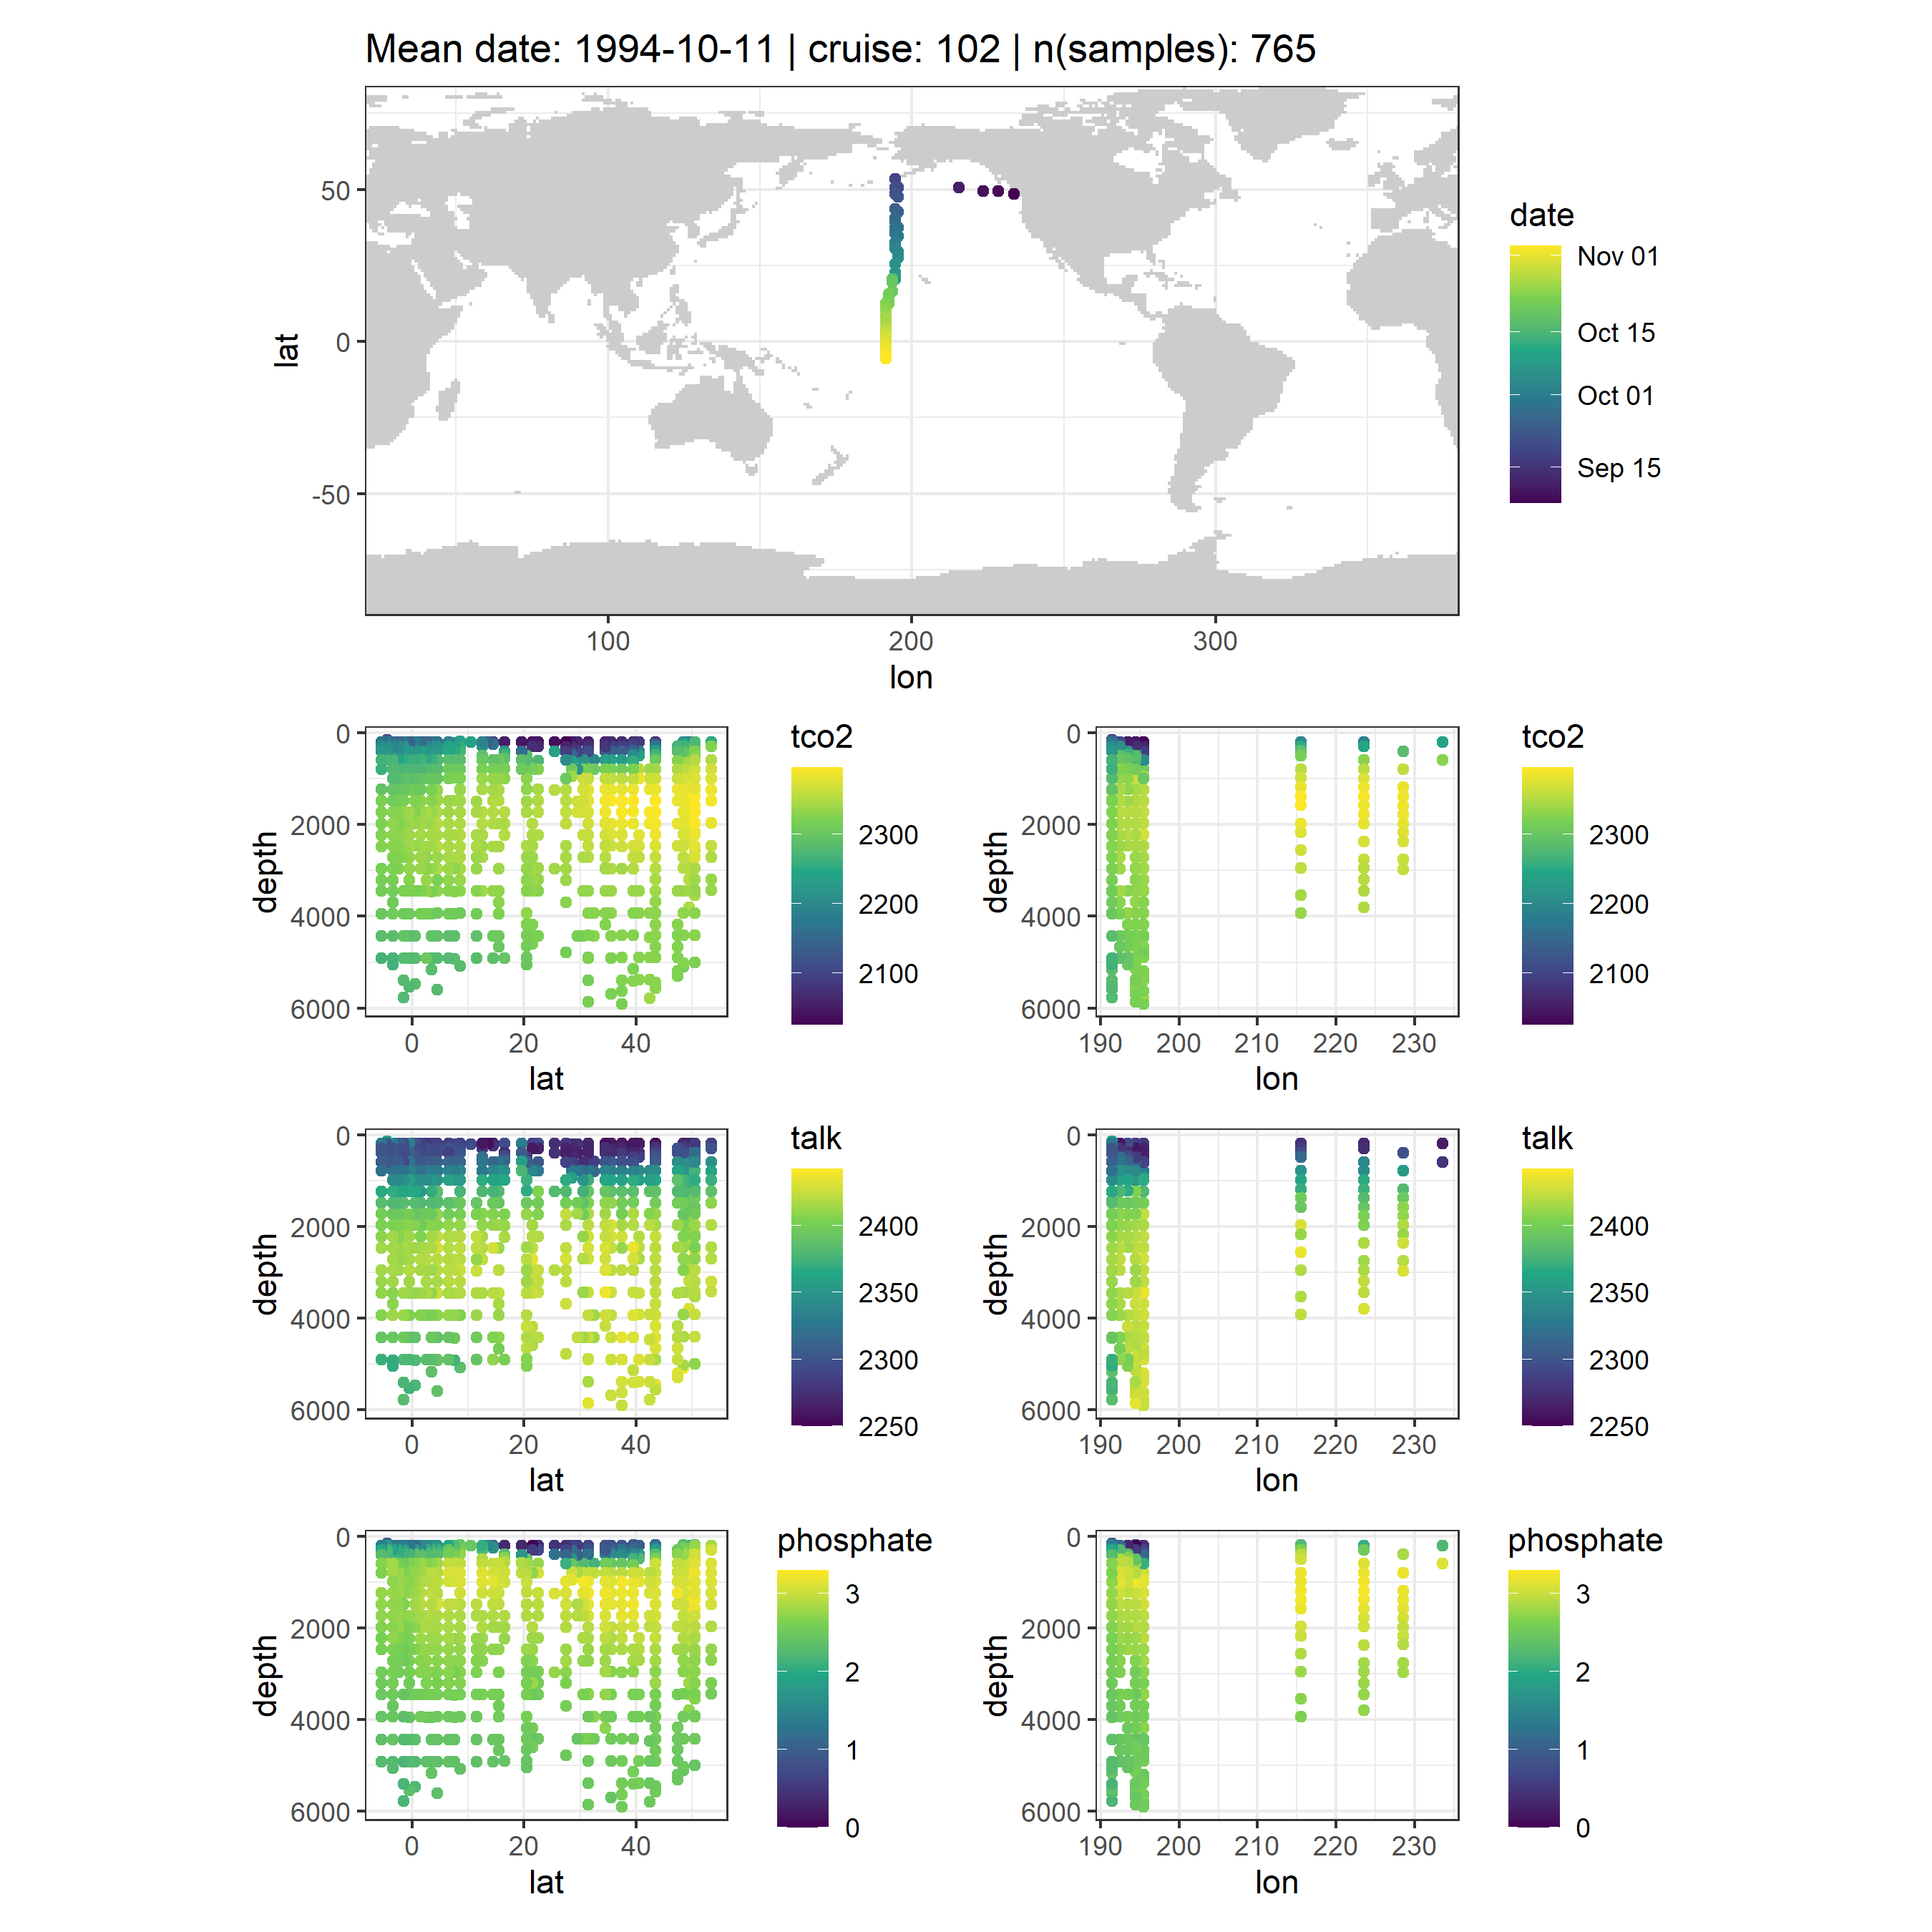 Mean date: 1994-10-11 | cruise: 102 | n(samples): 765
lat
50
0
-50
100
200
300
lon
date
Nov 01
Oct 15
Oct 01
Sep 15
depth
0
2000
4000
6000
0
20
40
lat
tco2
2300
2200
2100
depth
0
2000
4000
6000
190
200
210
220
230
lon
tco2
2300
2200
2100
depth
0
2000
4000
6000
0
20
40
lat
talk
2400
2350
2300
2250
depth
0
2000
4000
6000
190
200
210
220
230
lon
talk
2400
2350
2300
2250
depth
0
2000
4000
6000
0
20
40
lat
phosphate
3
2
1
0
depth
0
2000
4000
6000
190
200
210
220
230
lon
phosphate
3
2
1
0